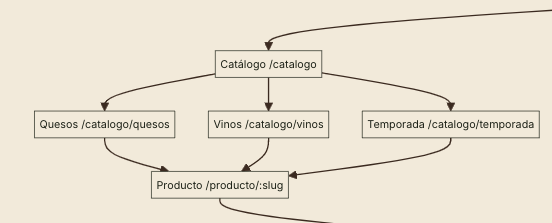 Catálogo /catalogo
Quesos /catalogo/quesos
Vinos /catalogo/vinos
Temporada /catalogo/temporada
Producto /producto/:slug